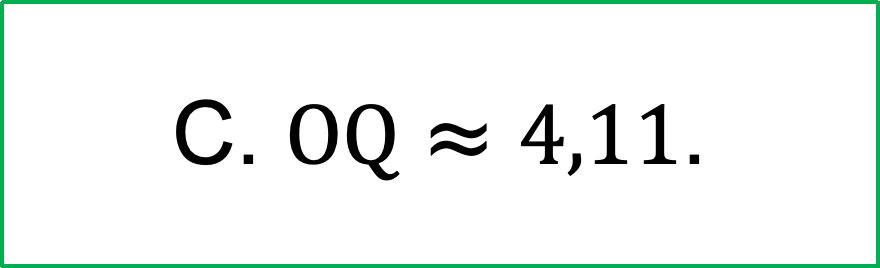 C. OQ ≈ 4,11.